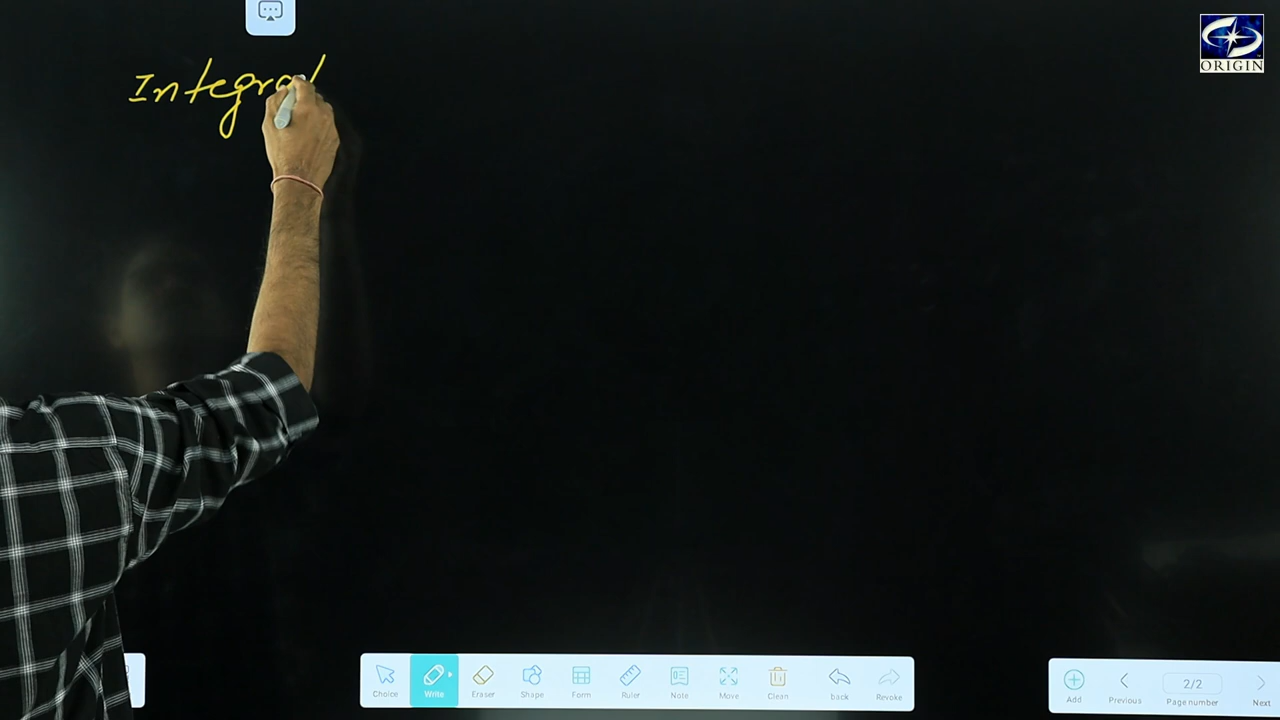 Integral
ORIGIN
Choice Write Eraser Shape Form Ruler Note Move Clean back Revoke
Add Previous 2/2 Page number Next